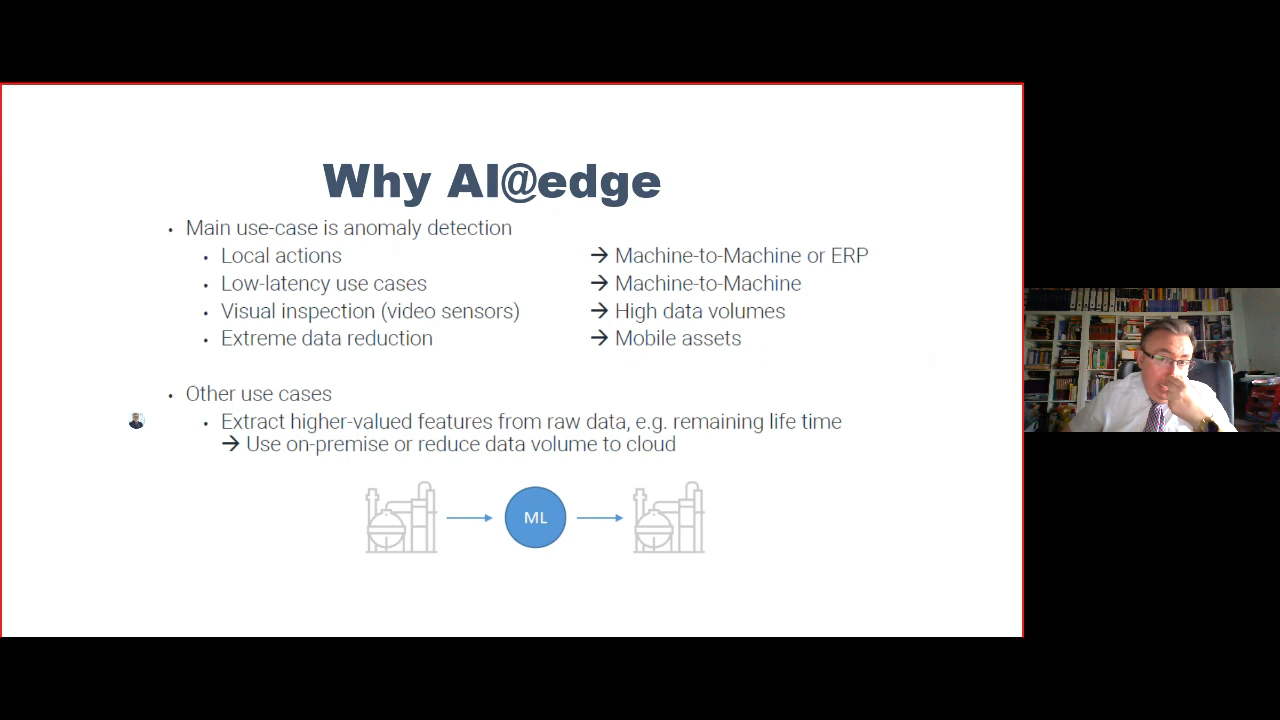 Why AI@edge
• Main use-case is anomaly detection
• Local actions → Machine-to-Machine or ERP
• Low-latency use cases → Machine-to-Machine
• Visual inspection (video sensors) → High data volumes
• Extreme data reduction → Mobile assets
• Other use cases
• Extract higher-valued features from raw data, e.g. remaining life time
→ Use on-premise or reduce data volume to cloud
ML